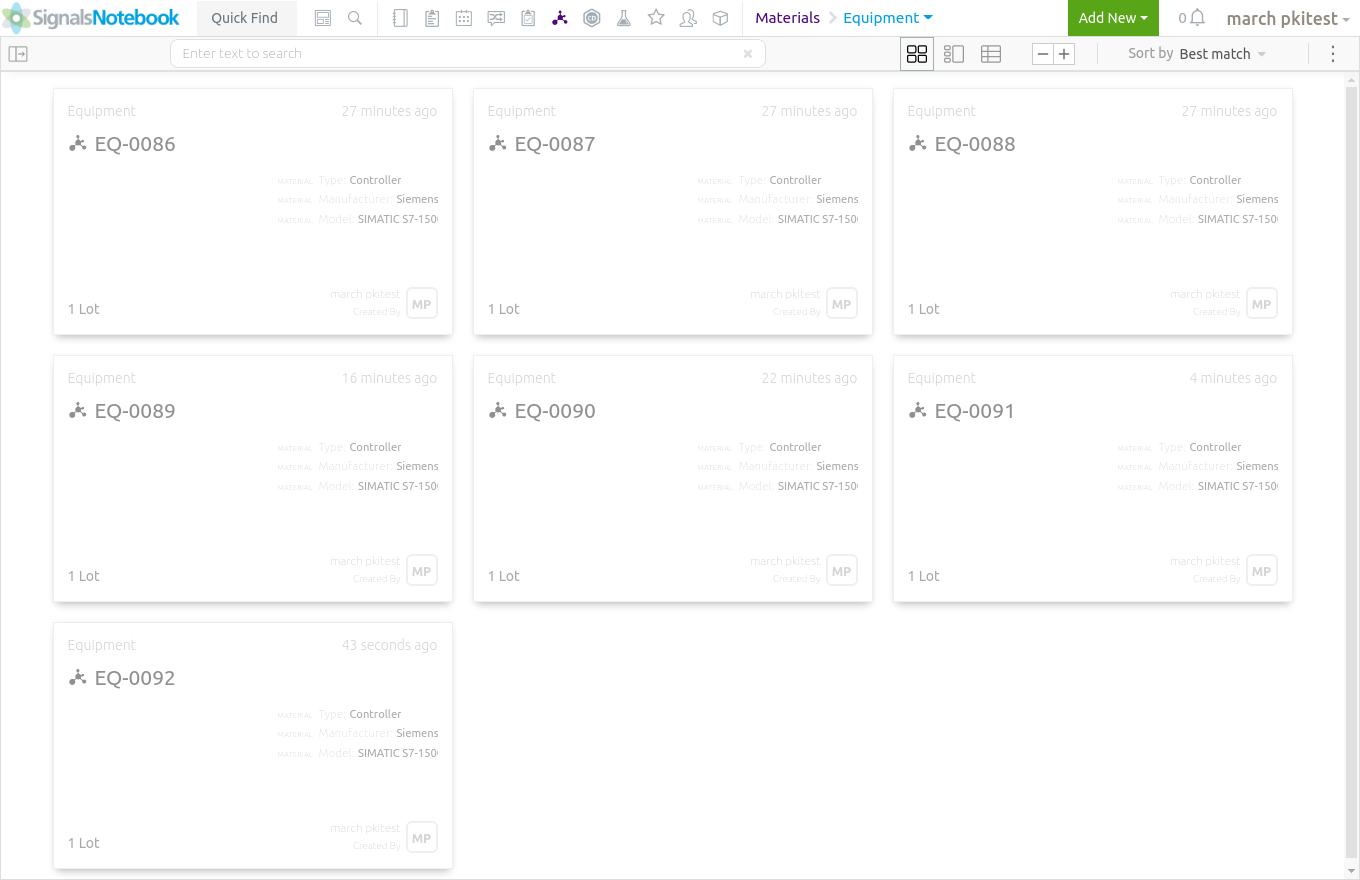 SignalsNotebook Quick Find Materials Equipment Add New 0 march pkitest
Enter text to search Sort by Best match
Equipment 27 minutes ago
EQ-0086
MATERIAL Type: Controller
MATERIAL Manufacturer: Siemens
MATERIAL Model: SIMATIC S7-150
march pkitest
1 Lot Created By MP
Equipment 27 minutes ago
EQ-0087
MATERIAL Type: Controller
MATERIAL Manufacturer: Siemens
MATERIAL Model: SIMATIC S7-150
march pkitest
1 Lot Created By MP
Equipment 27 minutes ago
EQ-0088
MATERIAL Type: Controller
MATERIAL Manufacturer: Siemens
MATERIAL Model: SIMATIC S7-150
march pkitest
1 Lot Created By MP
Equipment 16 minutes ago
EQ-0089
MATERIAL Type: Controller
MATERIAL Manufacturer: Siemens
MATERIAL Model: SIMATIC S7-150
march pkitest
1 Lot Created By MP
Equipment 22 minutes ago
EQ-0090
MATERIAL Type: Controller
MATERIAL Manufacturer: Siemens
MATERIAL Model: SIMATIC S7-150
march pkitest
1 Lot Created By MP
Equipment 4 minutes ago
EQ-0091
MATERIAL Type: Controller
MATERIAL Manufacturer: Siemens
MATERIAL Model: SIMATIC S7-150
march pkitest
1 Lot Created By MP
Equipment 43 seconds ago
EQ-0092
MATERIAL Type: Controller
MATERIAL Manufacturer: Siemens
MATERIAL Model: SIMATIC S7-150
march pkitest
1 Lot Created By MP